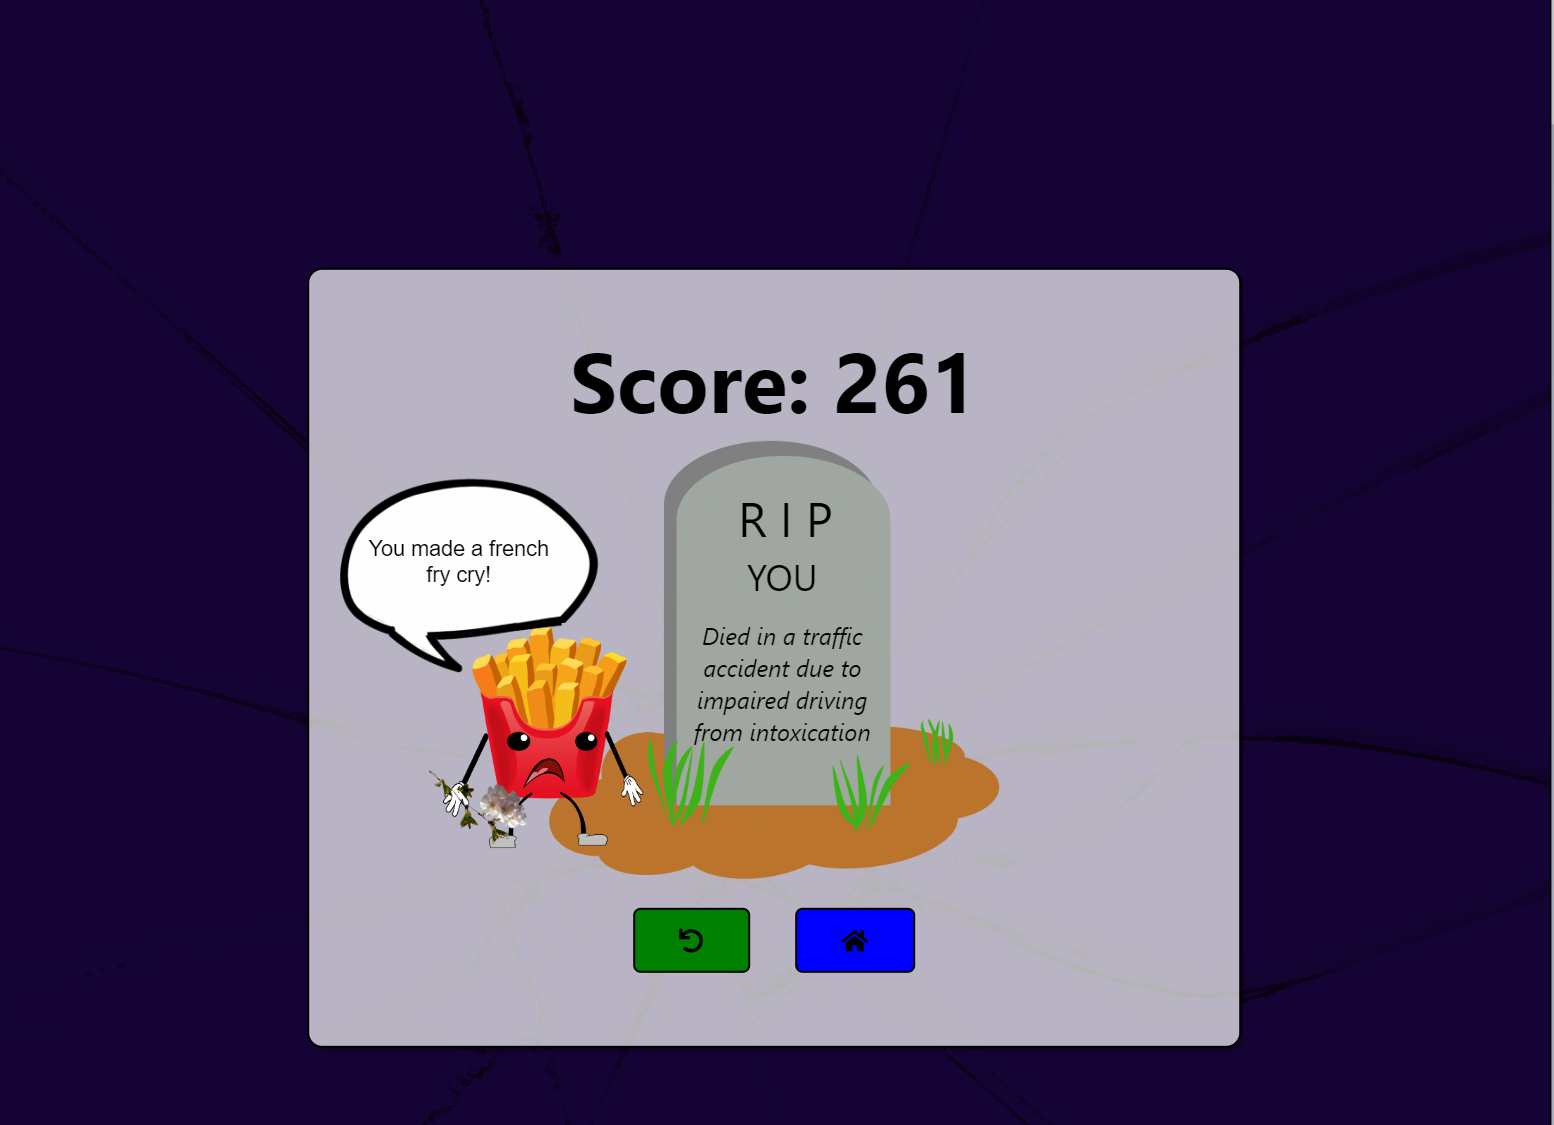 Score: 261
You made a french
fry cry!
R I P
YOU
Died in a traffic
accident due to
impaired driving
from intoxication